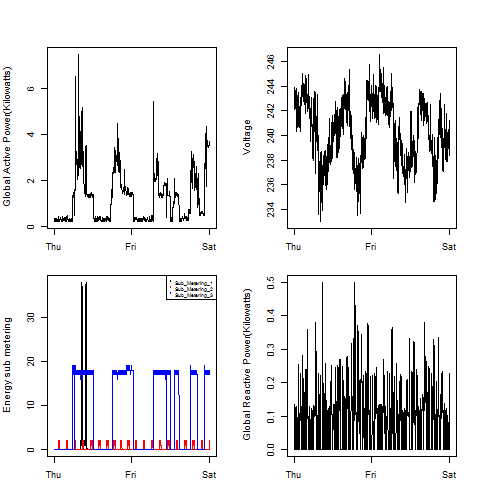 Global Active Power(Kilowatts)
0
2
4
6
Thu
Fri
Sat
Voltage
234
236
238
240
242
244
246
Thu
Fri
Sat
Energy sub metering
0
10
20
30
Sub_Metering_1
Sub_Metering_2
Sub_Metering_3
Thu
Fri
Sat
Global Reactive Power(Kilowatts)
0.0
0.1
0.2
0.3
0.4
0.5
Thu
Fri
Sat